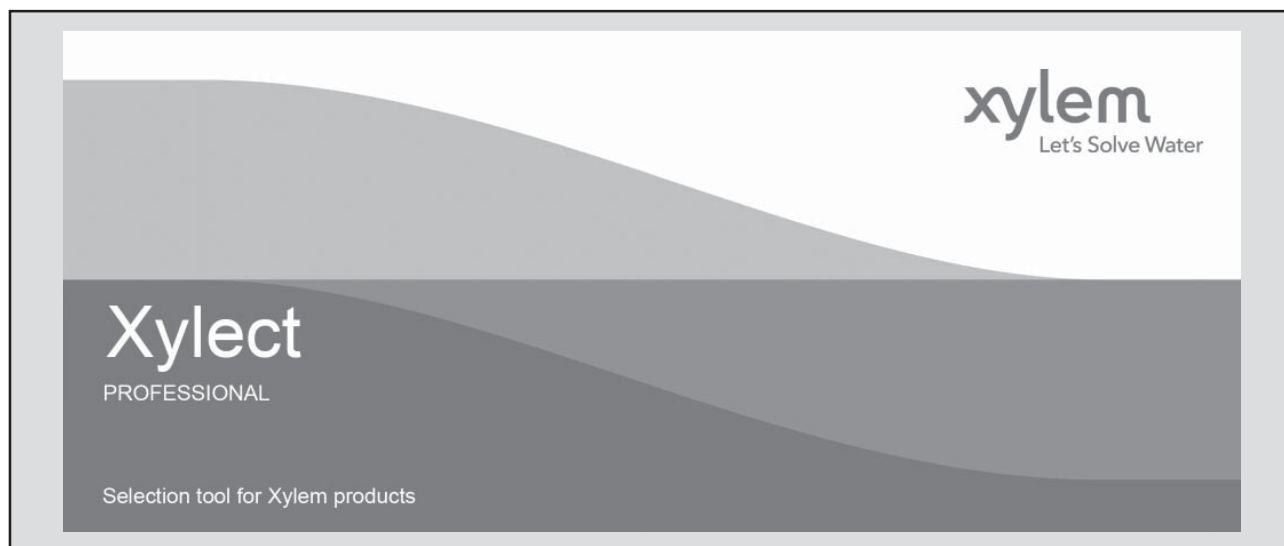 xylem
Let's Solve Water
Xylect
PROFESSIONAL
Selection tool for Xylem products